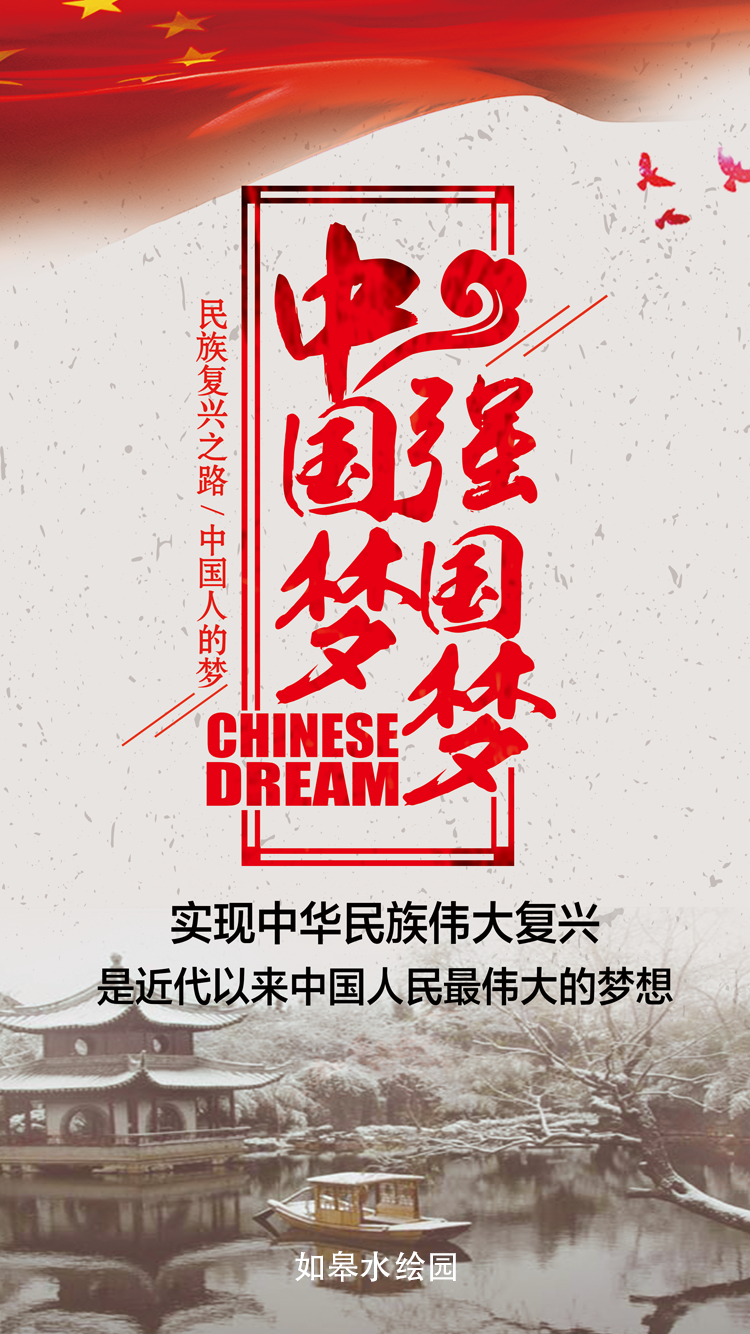 中国梦
强国梦
民族复兴之路/中国人的梦
CHINESE
DREAM
实现中华民族伟大复兴
是近代以来中国人民最伟大的梦想
如皋水绘园